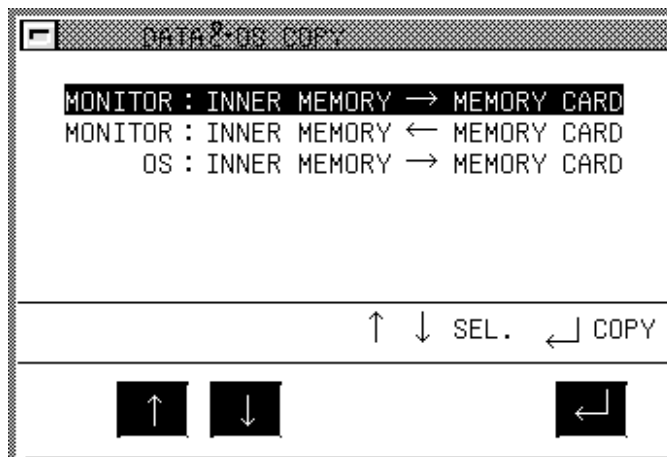 DATA&OS COPY
MONITOR : INNER MEMORY → MEMORY CARD
MONITOR : INNER MEMORY ← MEMORY CARD
OS : INNER MEMORY → MEMORY CARD
↑ ↓ SEL. ↵ COPY
↑ ↓ ↵